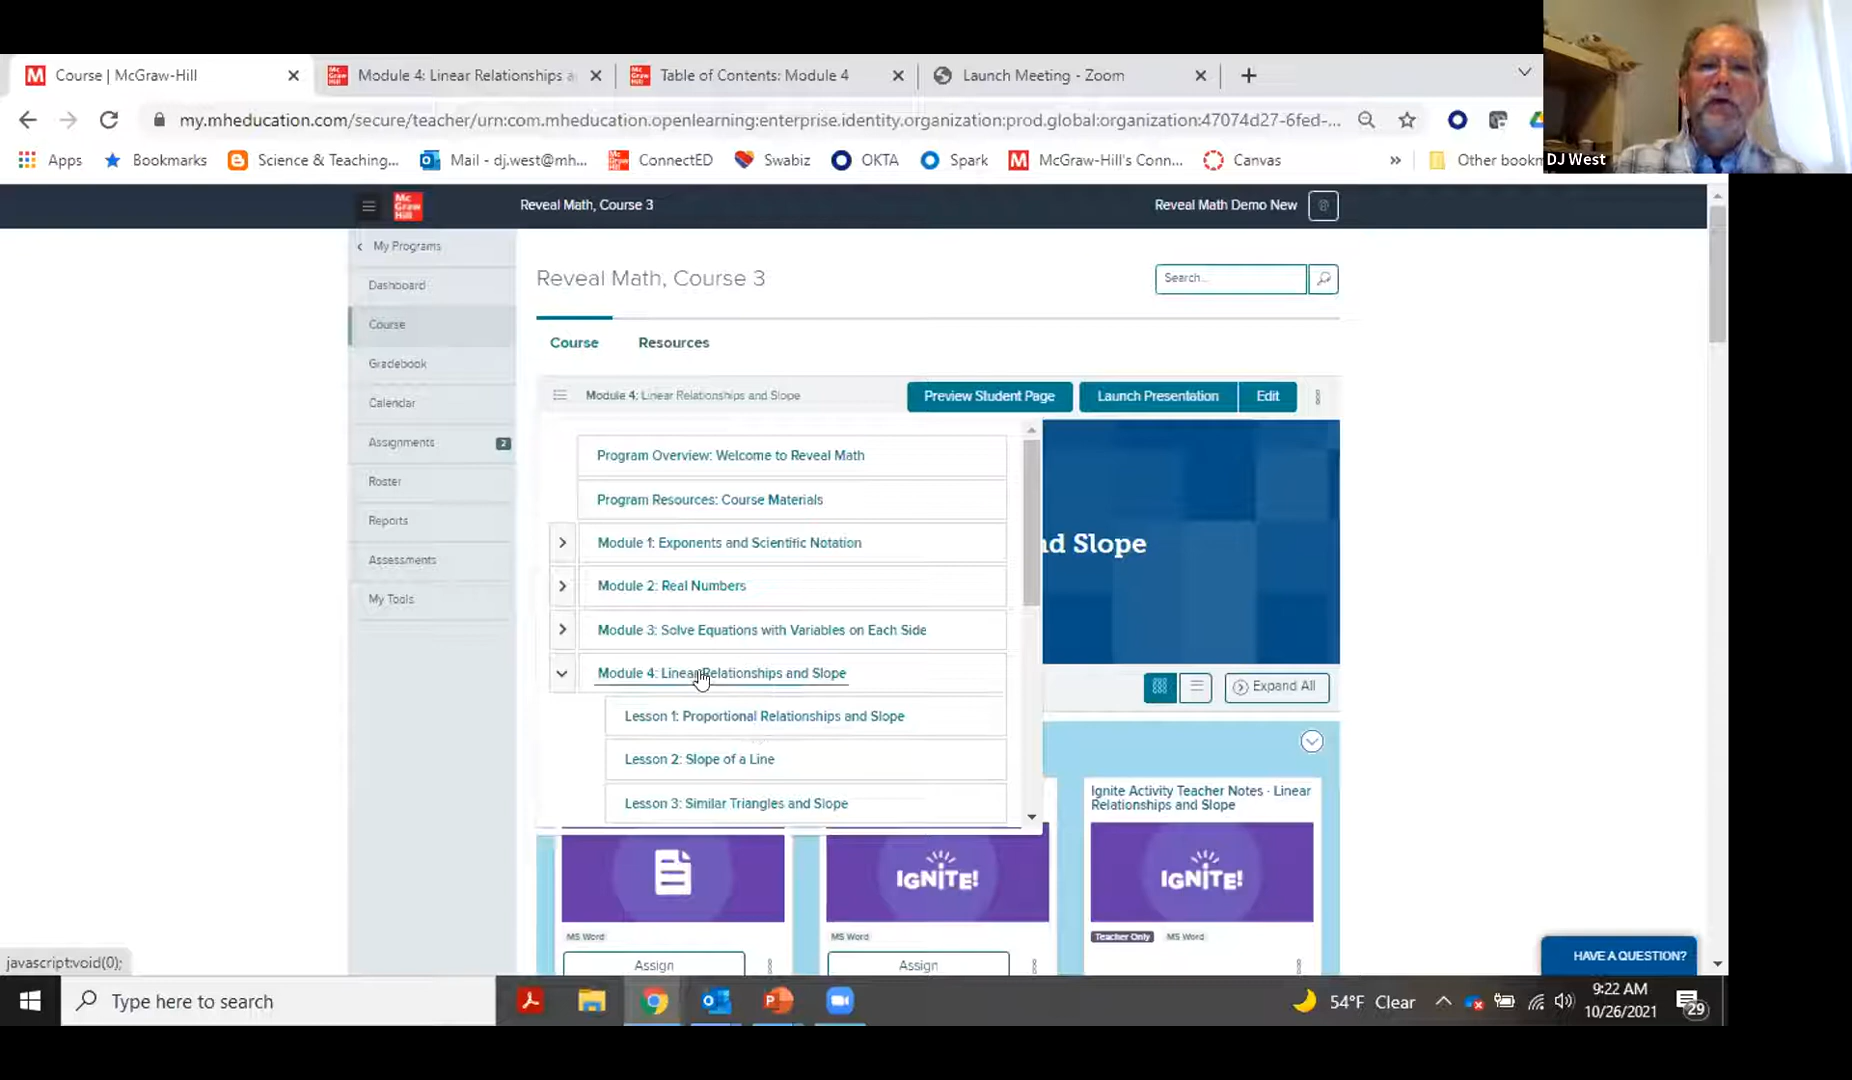 Course | McGraw-Hill
Module 4: Linear Relationships a
Table of Contents: Module 4
Launch Meeting - Zoom
my.mheducation.com/secure/teacher/urn:com.mheducation.openlearning:enterprise.identity.organization:prod.global:organization:47074d27-6fed-...
Apps
Bookmarks
Science & Teaching...
Mail - dj.west@mh...
ConnectED
Swabiz
OKTA
Spark
McGraw-Hill's Conn...
Canvas
»
Other bookm
DJ West
Mc Graw Hill
Reveal Math, Course 3
Reveal Math Demo New
My Programs
Dashboard
Course
Gradebook
Calendar
Assignments 2
Roster
Reports
Assessments
My Tools
Reveal Math, Course 3
Search...
Course
Resources
Module 4: Linear Relationships and Slope
Preview Student Page
Launch Presentation
Edit
Program Overview: Welcome to Reveal Math
Program Resources: Course Materials
Module 1: Exponents and Scientific Notation
Module 2: Real Numbers
Module 3: Solve Equations with Variables on Each Side
Module 4: Linear Relationships and Slope
Lesson 1: Proportional Relationships and Slope
Lesson 2: Slope of a Line
Lesson 3: Similar Triangles and Slope
nd Slope
Expand All
Ignite Activity Teacher Notes - Linear
Relationships and Slope
IGNITE!
IGNITE!
MS Word
MS Word
Teacher Only MS Word
Assign
Assign
HAVE A QUESTION?
javascript:void(0);
Type here to search
54°F Clear
9:22 AM
10/26/2021
29